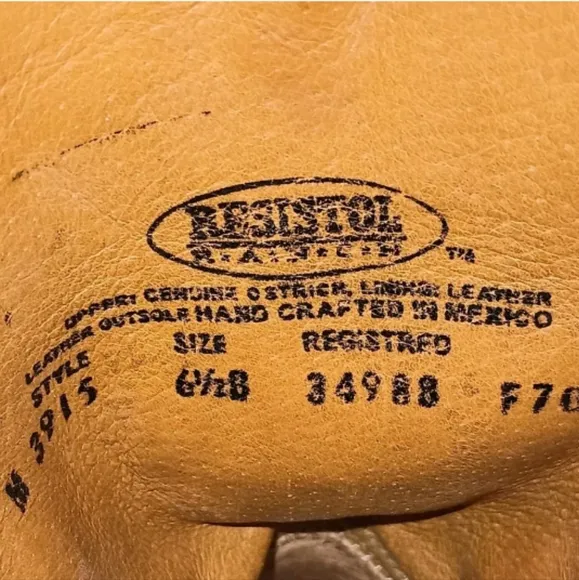 RESISTOL
R•A•N•C•H
TM
UPPER: GENUINE OSTRICH, LINING: LEATHER
LEATHER OUTSOLE HAND CRAFTED IN MEXICO
STYLE SIZE REGISTRED
3915 6½B 34988 F70